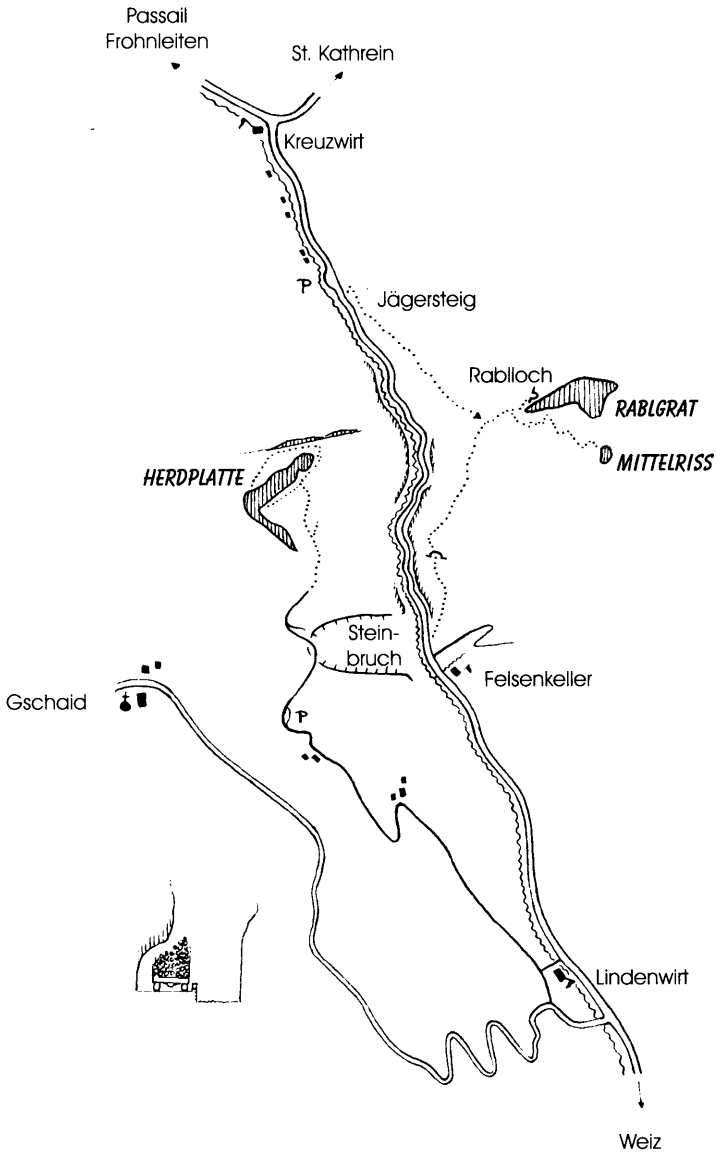 Passail
Frohnleiten
St. Kathrein
Kreuzwirt
P
Jägersteig
Rablloch
RABLGRAT
MITTELRISS
HERDPLATTE
Stein-
bruch
Felsenkeller
Gschaid
P
Lindenwirt
Weiz